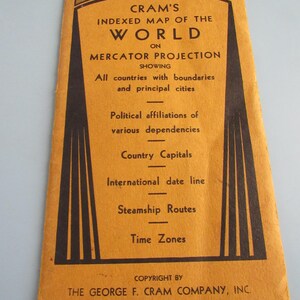 CRAM'S
INDEXED MAP OF THE
WORLD
ON
MERCATOR PROJECTION
SHOWING
All countries with boundaries
and principal cities
Political affiliations of
various dependencies
Country Capitals
International date line
Steamship Routes
Time Zones
COPYRIGHT BY
THE GEORGE F. CRAM COMPANY, INC.